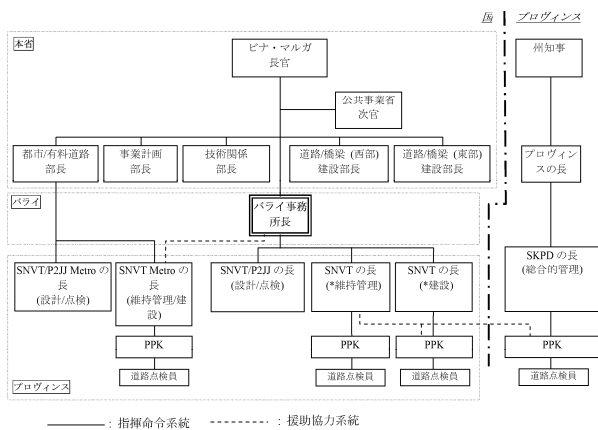 国
プロヴィンス
本省
ビナ・マルガ
長官
州知事
公共事業省
次官
都市/有料道路
部長
事業計画
部長
技術関係
部長
道路/橋梁 (西部)
建設部長
道路/橋梁 (東部)
建設部長
プロヴィン
スの長
バライ
バライ事務
所長
SNVT/P2JJ Metro の
長
(設計/点検)
SNVT Metro の
長
(維持管理/建
設)
SNVT/P2JJ の長
(設計/点検)
SNVT の長
(*維持管理)
SNVT の長
(*建設)
SKPD の長
(総合的管理)
PPK
PPK
PPK
PPK
道路点検員
道路点検員
道路点検員
道路点検員
プロヴィンス
: 指揮命令系統
: 援助協力系統